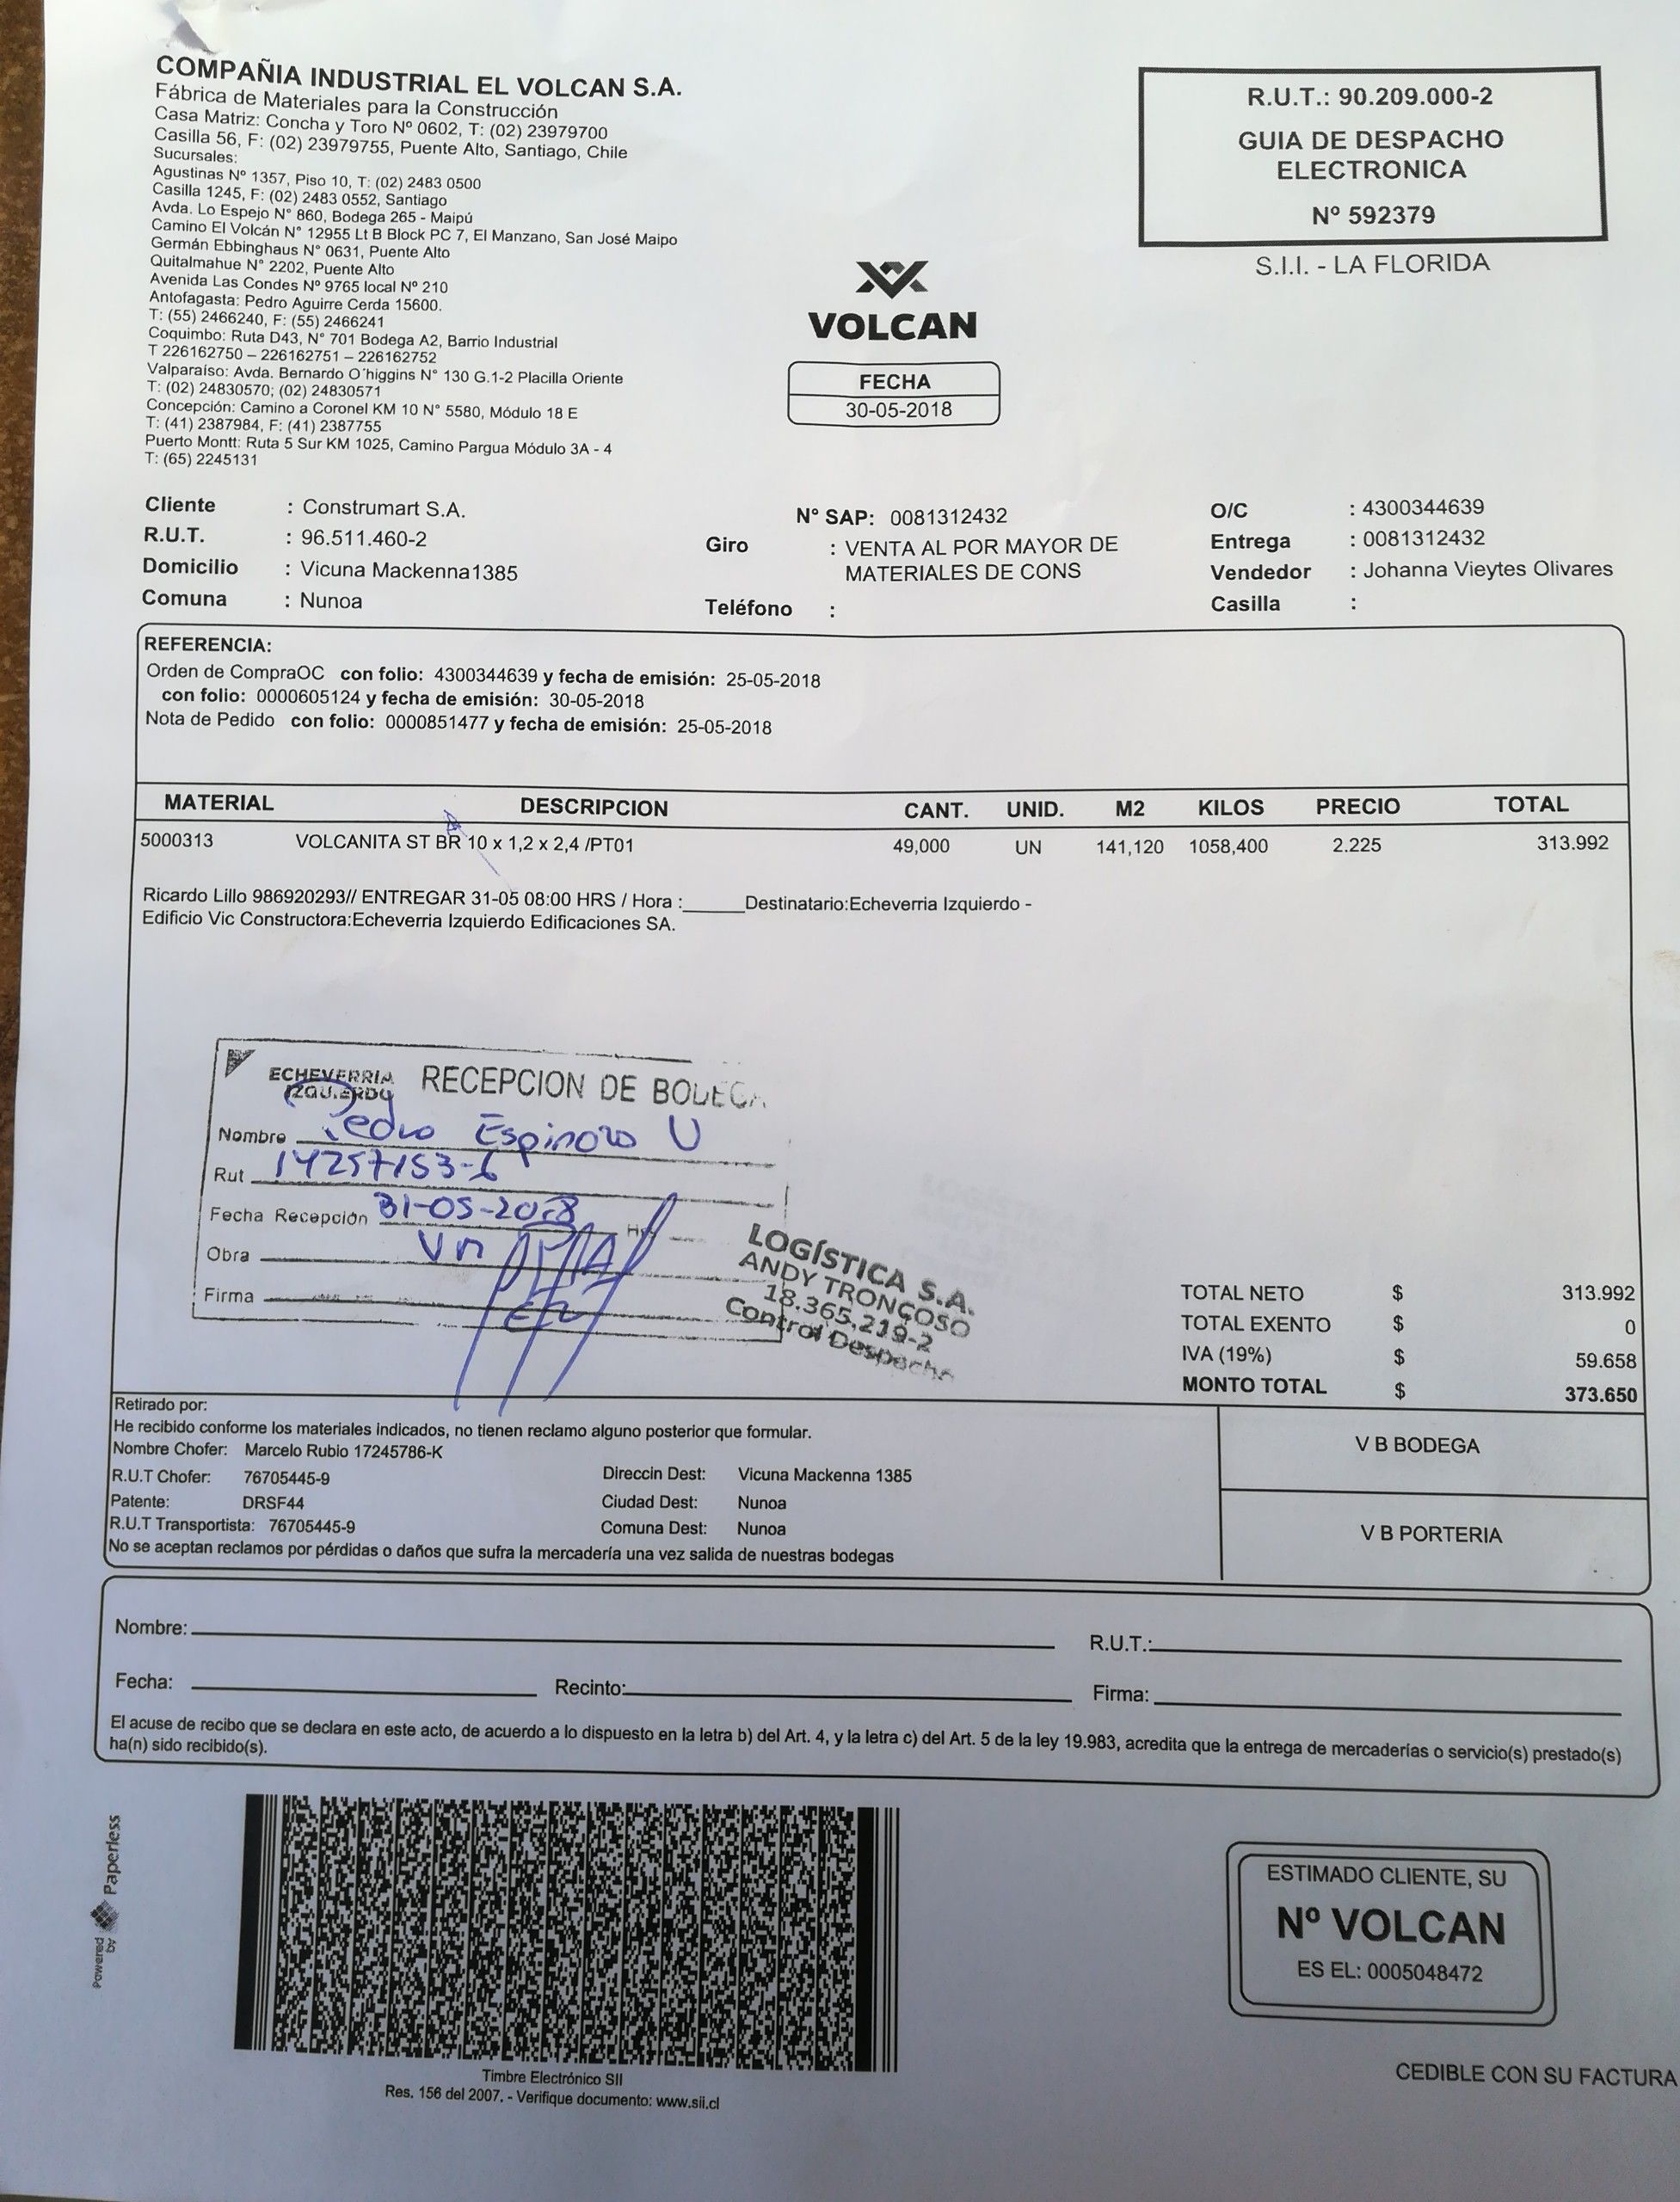 COMPAÑIA INDUSTRIAL EL VOLCAN S.A.
Fábrica de Materiales para la Construcción
Casa Matriz: Concha y Toro Nº 0602, T: (02) 23979700
Casilla 56, F: (02) 23979755, Puente Alto, Santiago, Chile
Sucursales:
Agustinas Nº 1357, Piso 10, T: (02) 2483 0500
Casilla 1245, F: (02) 2483 0552, Santiago
Avda. Lo Espejo N° 860, Bodega 265 - Maipú
Camino El Volcán N° 12955 Lt B Block PC 7, El Manzano, San José Maipo
Germán Ebbinghaus N° 0631, Puente Alto
Quitalmahue N° 2202, Puente Alto
Avenida Las Condes Nº 9765 local Nº 210
Antofagasta: Pedro Aguirre Cerda 15600.
T: (55) 2466240, F: (55) 2466241
Coquimbo: Ruta D43, N° 701 Bodega A2, Barrio Industrial
T 226162750 – 226162751 – 226162752
Valparaíso: Avda. Bernardo O´higgins N° 130 G.1-2 Placilla Oriente
T: (02) 24830570; (02) 24830571
Concepción: Camino a Coronel KM 10 N° 5580, Módulo 18 E
T: (41) 2387984, F: (41) 2387755
Puerto Montt: Ruta 5 Sur KM 1025, Camino Pargua Módulo 3A - 4
T: (65) 2245131
R.U.T.: 90.209.000-2
GUIA DE DESPACHO
ELECTRONICA
Nº 592379
S.I.I. - LA FLORIDA
VOLCAN
FECHA
30-05-2018
Cliente : Construmart S.A.
R.U.T. : 96.511.460-2
Domicilio : Vicuna Mackenna1385
Comuna : Nunoa
N° SAP: 0081312432
Giro : VENTA AL POR MAYOR DE
MATERIALES DE CONS
Teléfono :
O/C : 4300344639
Entrega : 0081312432
Vendedor : Johanna Vieytes Olivares
Casilla :
REFERENCIA:
Orden de CompraOC con folio: 4300344639 y fecha de emisión: 25-05-2018
con folio: 0000605124 y fecha de emisión: 30-05-2018
Nota de Pedido con folio: 0000851477 y fecha de emisión: 25-05-2018
MATERIAL DESCRIPCION CANT. UNID. M2 KILOS PRECIO TOTAL
5000313 VOLCANITA ST BR 10 x 1,2 x 2,4 /PT01 49,000 UN 141,120 1058,400 2.225 313.992
Ricardo Lillo 986920293// ENTREGAR 31-05 08:00 HRS / Hora :______Destinatario:Echeverria Izquierdo -
Edificio Vic Constructora:Echeverria Izquierdo Edificaciones SA.
ECHEVERRIA
IZQUIERDO
RECEPCION DE BODEGA
Nombre Pedro Espinoza U
Rut 14257153-6
Fecha Recepción 31-05-2018 Hr
Obra
Firma
LOGÍSTICA S.A.
ANDY TRONCOSO
18.365.219-2
Control Despacho
TOTAL NETO $ 313.992
TOTAL EXENTO $ 0
IVA (19%) $ 59.658
MONTO TOTAL $ 373.650
Retirado por:
He recibido conforme los materiales indicados, no tienen reclamo alguno posterior que formular.
Nombre Chofer: Marcelo Rubio 17245786-K
R.U.T Chofer: 76705445-9 Direccin Dest: Vicuna Mackenna 1385
Patente: DRSF44 Ciudad Dest: Nunoa
R.U.T Transportista: 76705445-9 Comuna Dest: Nunoa
No se aceptan reclamos por pérdidas o daños que sufra la mercadería una vez salida de nuestras bodegas
V B BODEGA
V B PORTERIA
Nombre: R.U.T.:
Fecha: Recinto: Firma:
El acuse de recibo que se declara en este acto, de acuerdo a lo dispuesto en la letra b) del Art. 4, y la letra c) del Art. 5 de la ley 19.983, acredita que la entrega de mercaderías o servicio(s) prestado(s)
ha(n) sido recibido(s).
Powered by Paperless
Timbre Electrónico SII
Res. 156 del 2007. - Verifique documento: www.sii.cl
ESTIMADO CLIENTE, SU
Nº VOLCAN
ES EL: 0005048472
CEDIBLE CON SU FACTURA